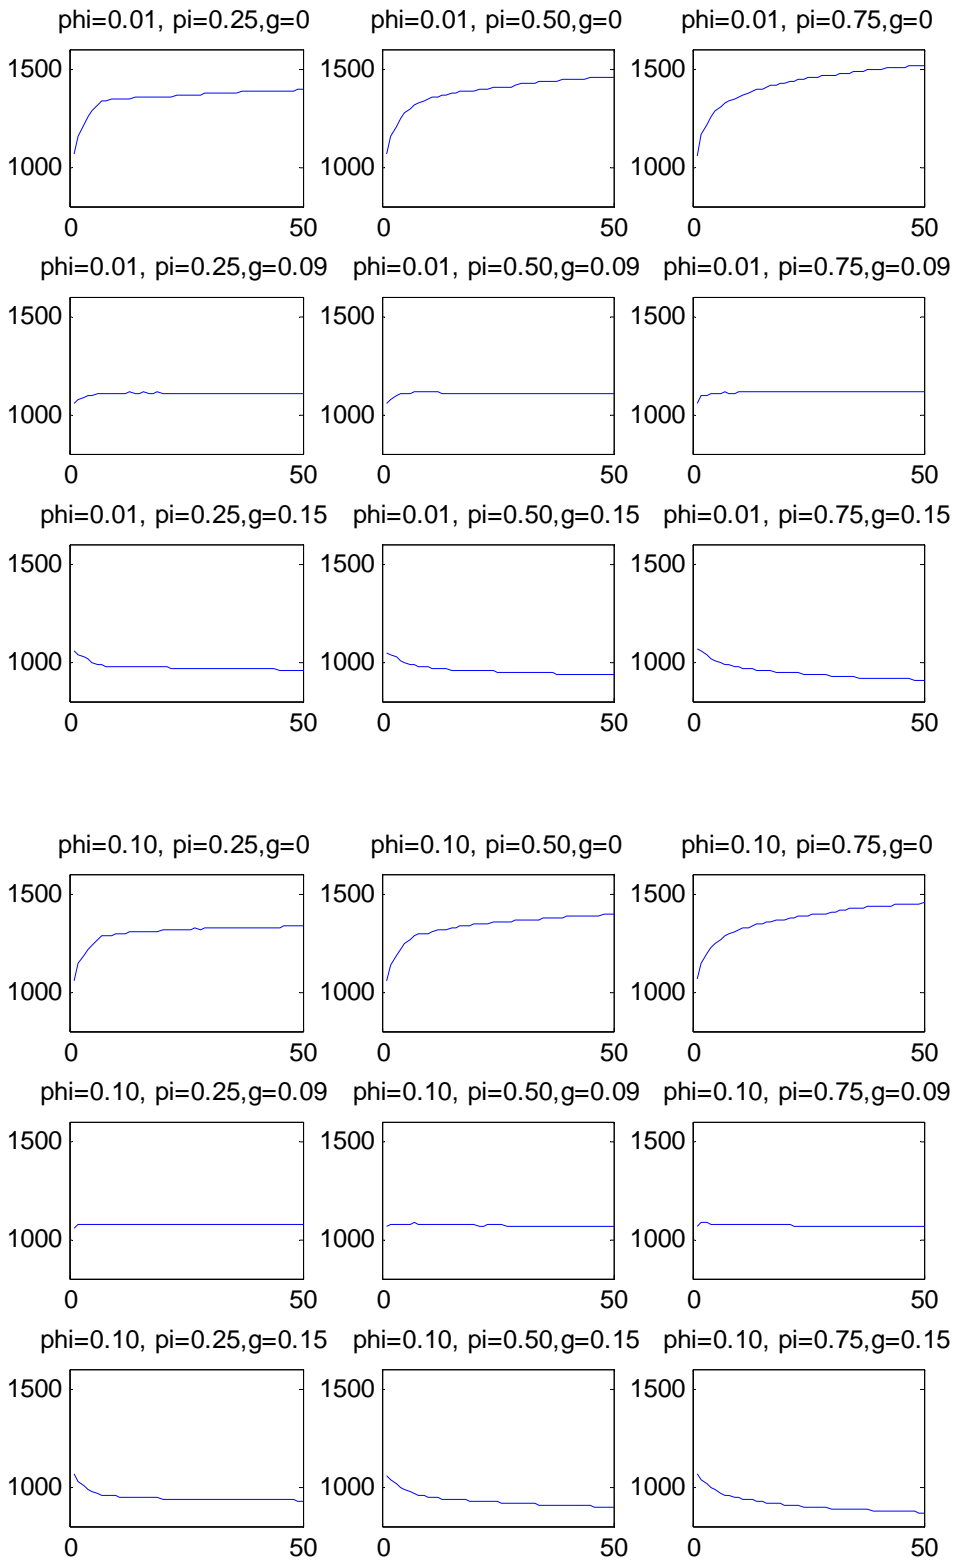 phi=0.01, pi=0.25,g=0 phi=0.01, pi=0.50,g=0 phi=0.01, pi=0.75,g=0
1500 1500 1500
1000 1000 1000
0 50 0 50 0 50
phi=0.01, pi=0.25,g=0.09 phi=0.01, pi=0.50,g=0.09 phi=0.01, pi=0.75,g=0.09
1500 1500 1500
1000 1000 1000
0 50 0 50 0 50
phi=0.01, pi=0.25,g=0.15 phi=0.01, pi=0.50,g=0.15 phi=0.01, pi=0.75,g=0.15
1500 1500 1500
1000 1000 1000
0 50 0 50 0 50
phi=0.10, pi=0.25,g=0 phi=0.10, pi=0.50,g=0 phi=0.10, pi=0.75,g=0
1500 1500 1500
1000 1000 1000
0 50 0 50 0 50
phi=0.10, pi=0.25,g=0.09 phi=0.10, pi=0.50,g=0.09 phi=0.10, pi=0.75,g=0.09
1500 1500 1500
1000 1000 1000
0 50 0 50 0 50
phi=0.10, pi=0.25,g=0.15 phi=0.10, pi=0.50,g=0.15 phi=0.10, pi=0.75,g=0.15
1500 1500 1500
1000 1000 1000
0 50 0 50 0 50